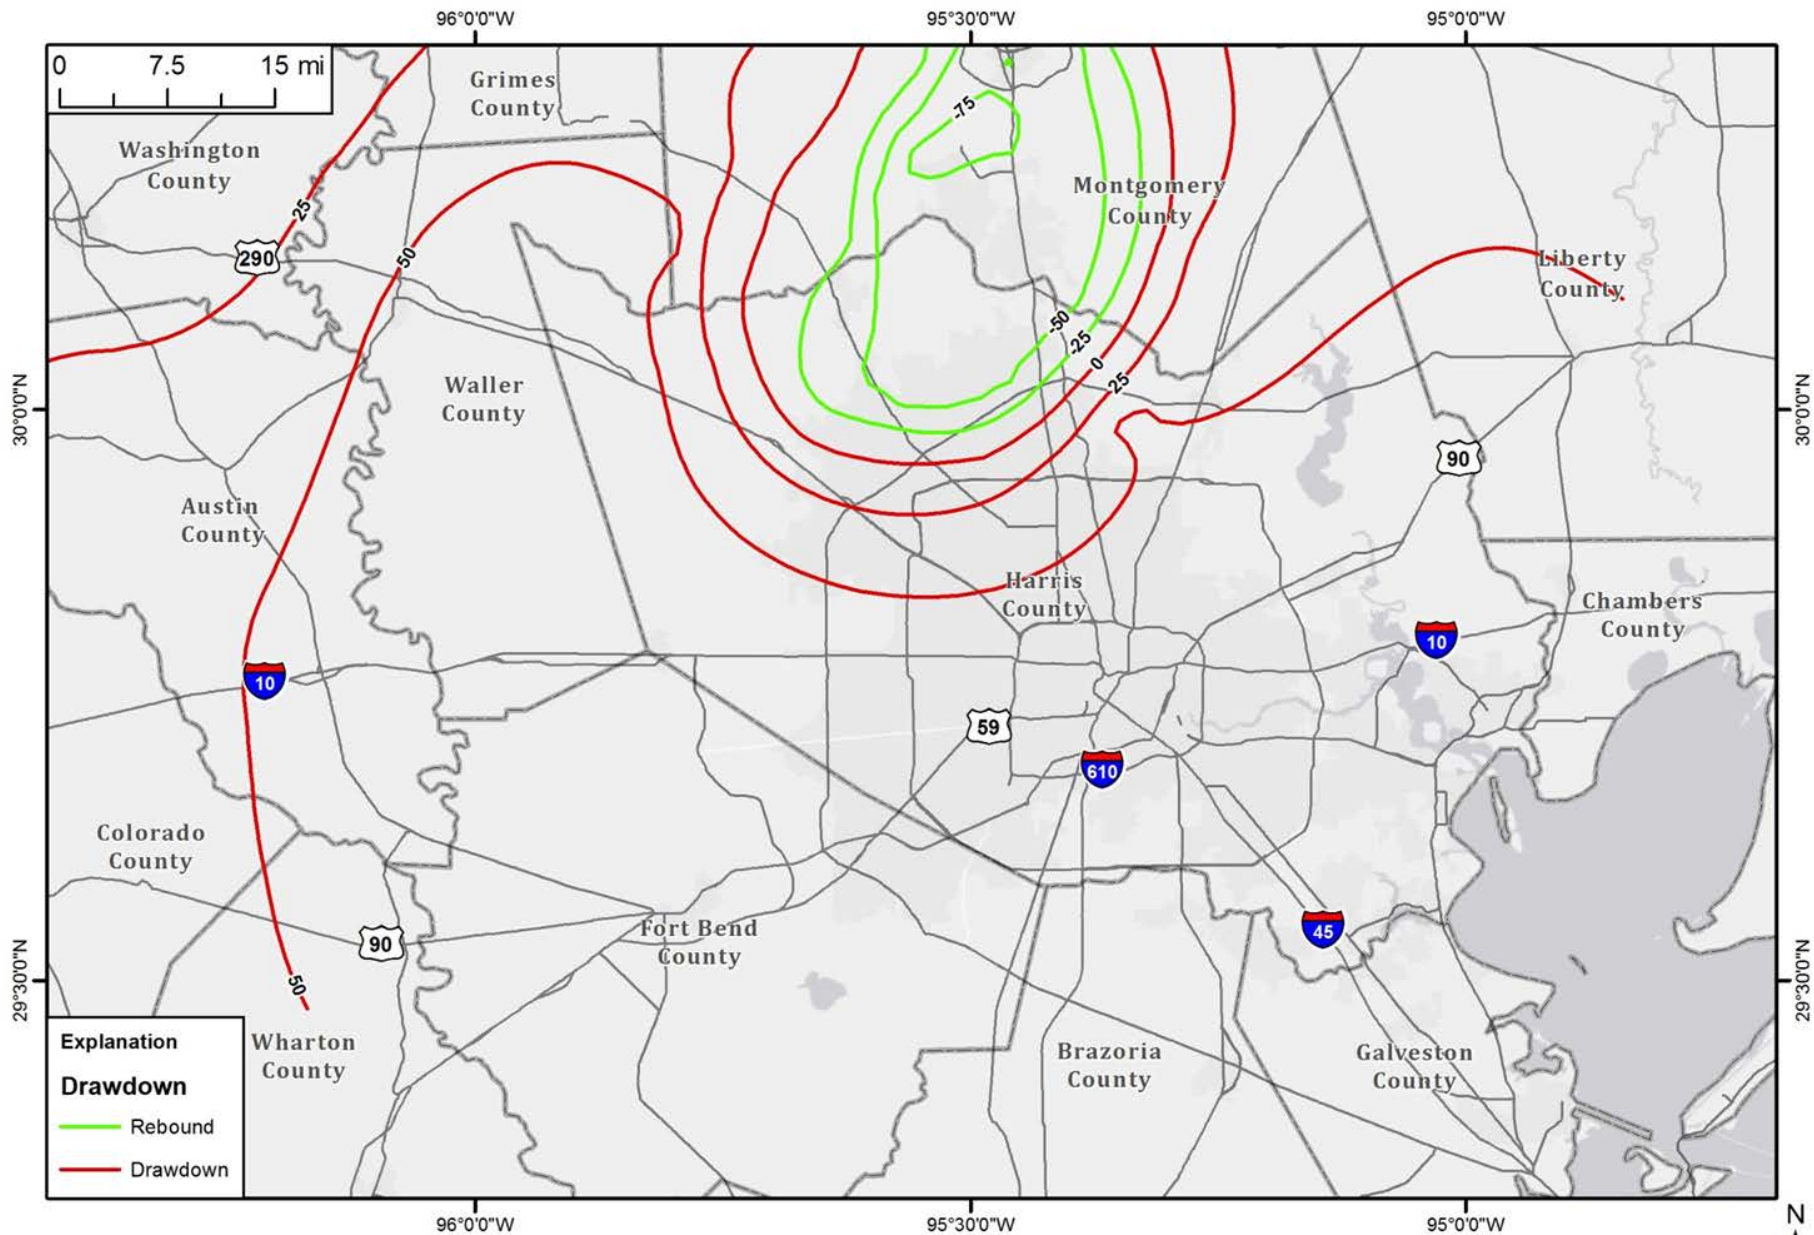 96°0'0"W
95°30'0"W
95°0'0"W
0 7.5 15 mi
Grimes
County
Washington
County
-75
Montgomery
County
25
290
50
Liberty
County
-50
-25
0
25
30°0'0"N
30°0'0"N
Waller
County
90
Austin
County
Harris
County
Chambers
County
10
10
59
610
Colorado
County
Fort Bend
County
90
45
50
29°30'0"N
29°30'0"N
Wharton
County
Brazoria
County
Galveston
County
Explanation
Drawdown
Rebound
Drawdown
96°0'0"W
95°30'0"W
95°0'0"W
N